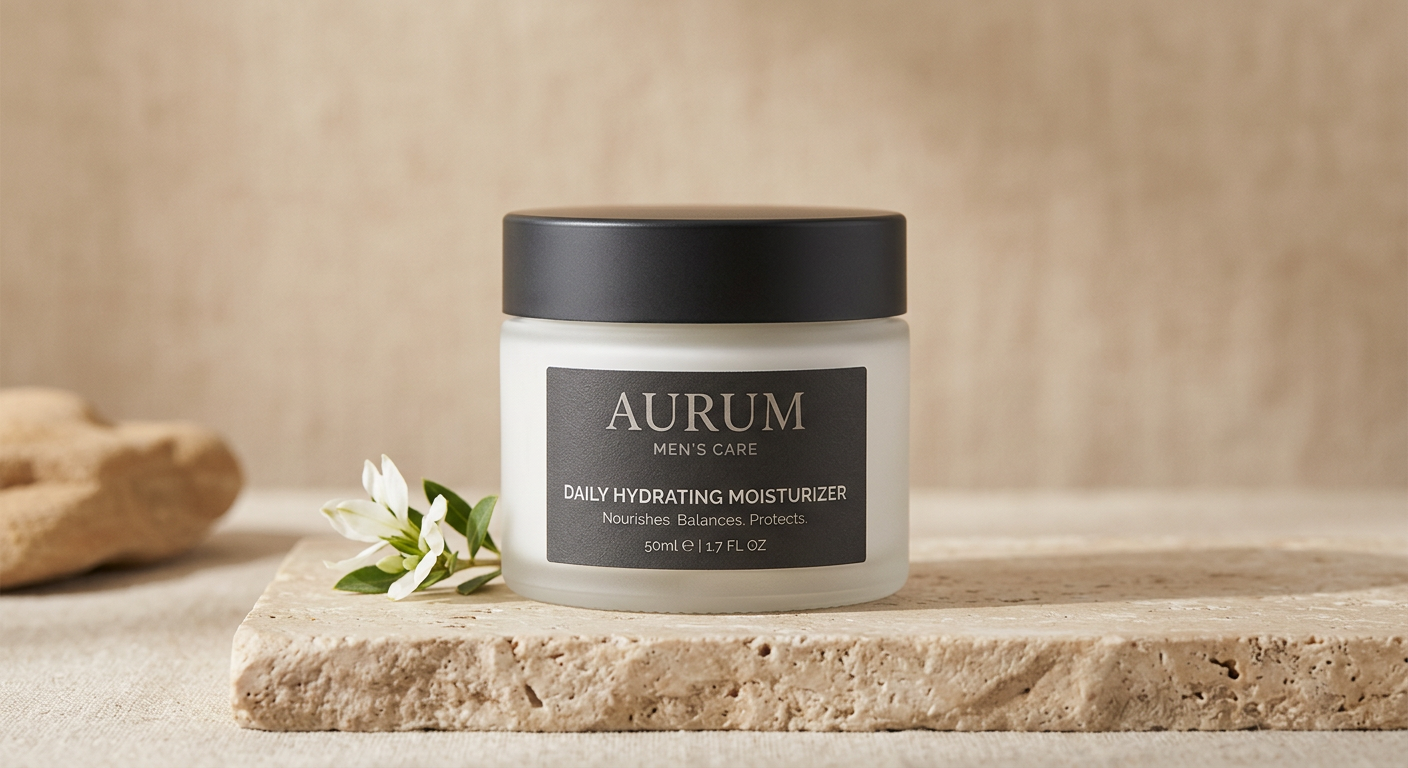 AURUM
MEN'S CARE
DAILY HYDRATING MOISTURIZER
Nourishes Balances. Protects.
50ml ℮ | 1.7 FL OZ